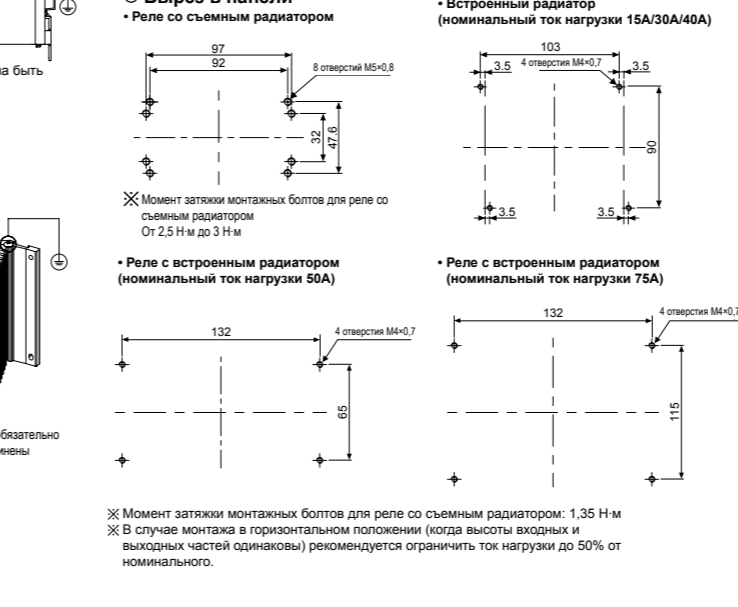 Вырез в панели
• Реле со съемным радиатором
97
92
8 отверстий M5×0,8
32
47.6
Момент затяжки монтажных болтов для реле со
съемным радиатором
От 2,5 Н·м до 3 Н·м
• Встроенный радиатор
(номинальный ток нагрузки 15А/30А/40А)
103
3.5
4 отверстия M4×0,7
3.5
90
3.5
3.5
на быть
• Реле с встроенным радиатором
(номинальный ток нагрузки 50А)
132
4 отверстия M4×0,7
65
• Реле с встроенным радиатором
(номинальный ток нагрузки 75А)
132
4 отверстия M4×0,7
115
бязательно
※ Момент затяжки монтажных болтов для реле со съемным радиатором: 1,35 Н·м
※ В случае монтажа в горизонтальном положении (когда высоты входных и
выходных частей одинаковы) рекомендуется ограничить ток нагрузки до 50% от
номинального.